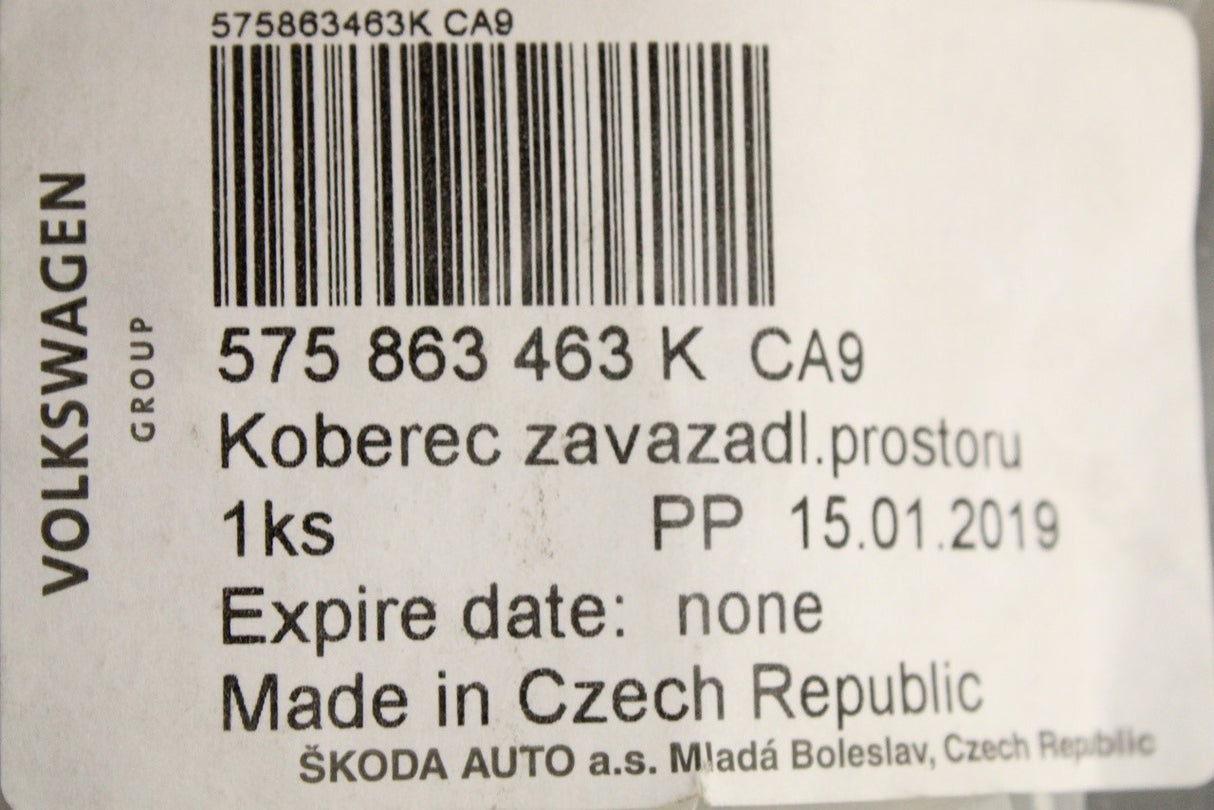 575863463K CA9
VOLKSWAGEN
GROUP
575 863 463 K CA9
Koberec zavazadl.prostoru
1ks PP 15.01.2019
Expire date: none
Made in Czech Republic
ŠKODA AUTO a.s. Mladá Boleslav, Czech Republic